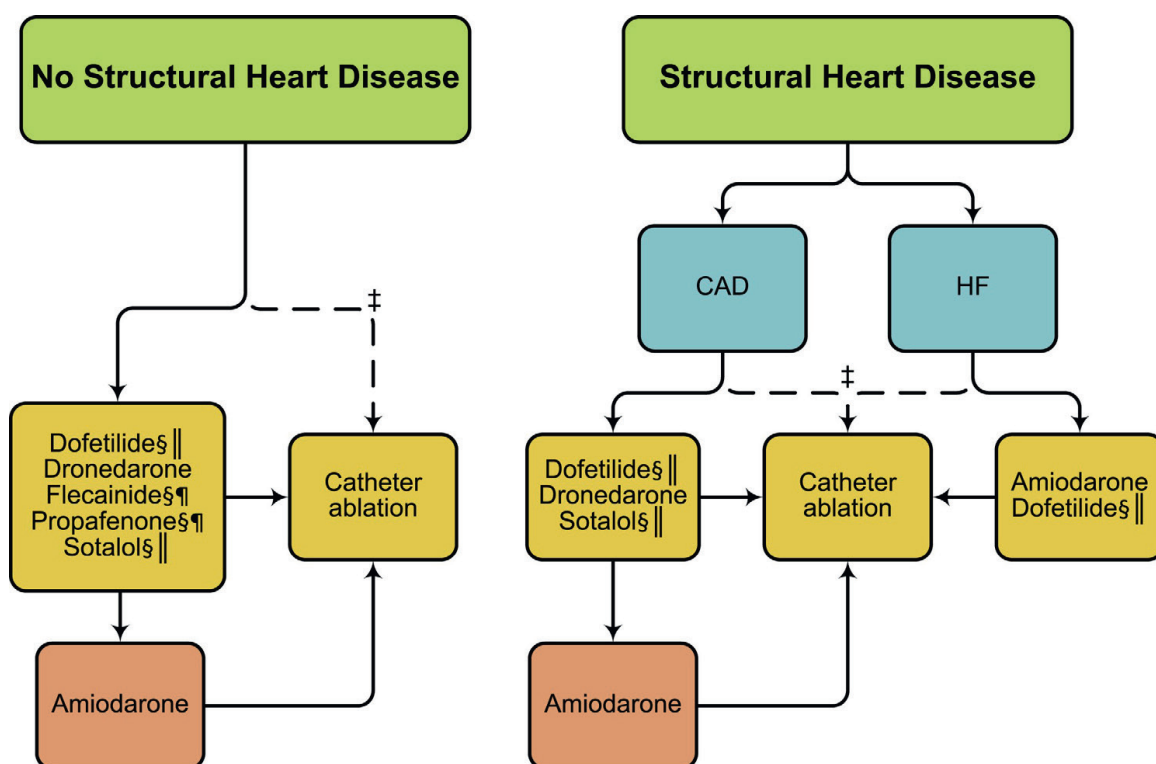 No Structural Heart Disease
‡
Dofetilide§║
Dronedarone
Flecainide§¶
Propafenone§¶
Sotalol§║
Catheter
ablation
Amiodarone
Structural Heart Disease
CAD
HF
‡
Dofetilide§║
Dronedarone
Sotalol§║
Catheter
ablation
Amiodarone
Dofetilide§║
Amiodarone